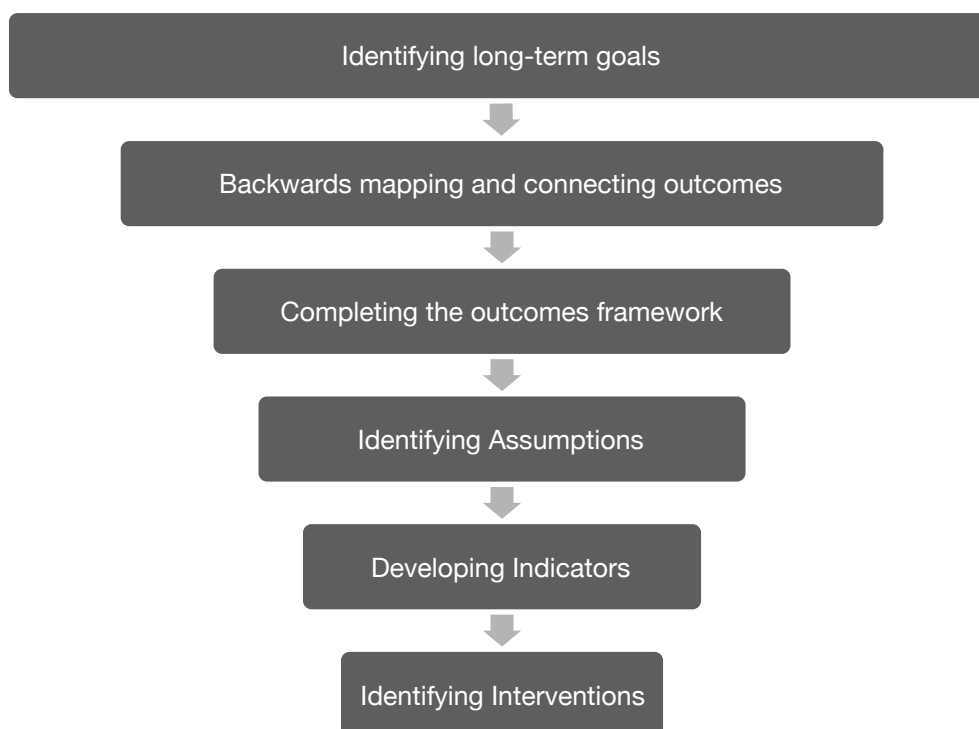 Identifying long-term goals
Backwards mapping and connecting outcomes
Completing the outcomes framework
Identifying Assumptions
Developing Indicators
Identifying Interventions